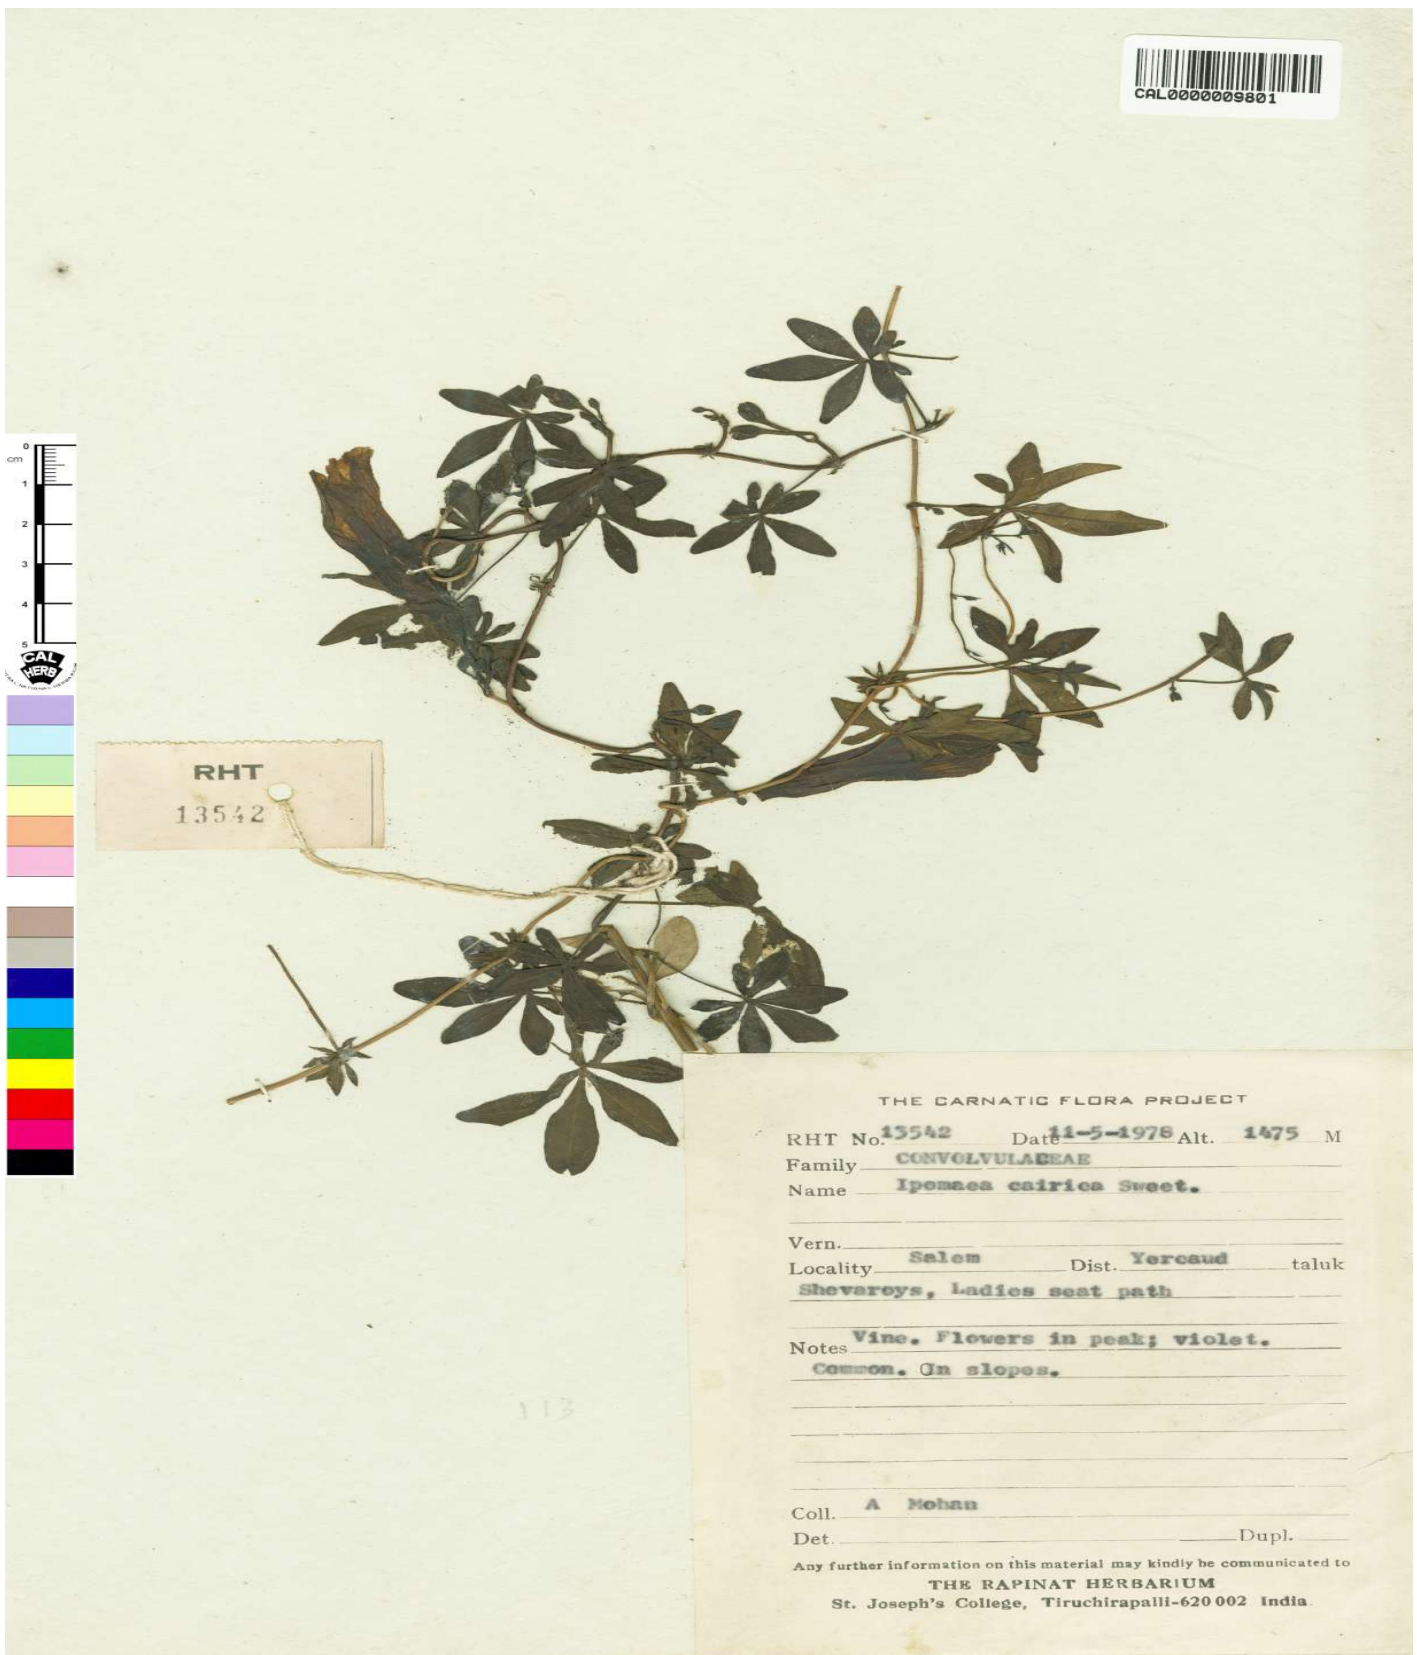 CAL0000009801
0
cm
1
2
3
4
5
CAL
HERB
RHT
13542
THE CARNATIC FLORA PROJECT
RHT No. 13542 Date 11-5-1978 Alt. 1475 M
Family CONVOLVULACEAE
Name Ipomaea cairica Sweet.
Vern.
Locality Salem Dist. Yercaud taluk
Shevaroys, Ladies seat path
Notes Vine. Flowers in peak; violet.
Common. On slopes.
113
Coll. A Mohan
Det. Dupl.
Any further information on this material may kindly be communicated to
THE RAPINAT HERBARIUM
St. Joseph's College, Tiruchirapalli-620 002 India.